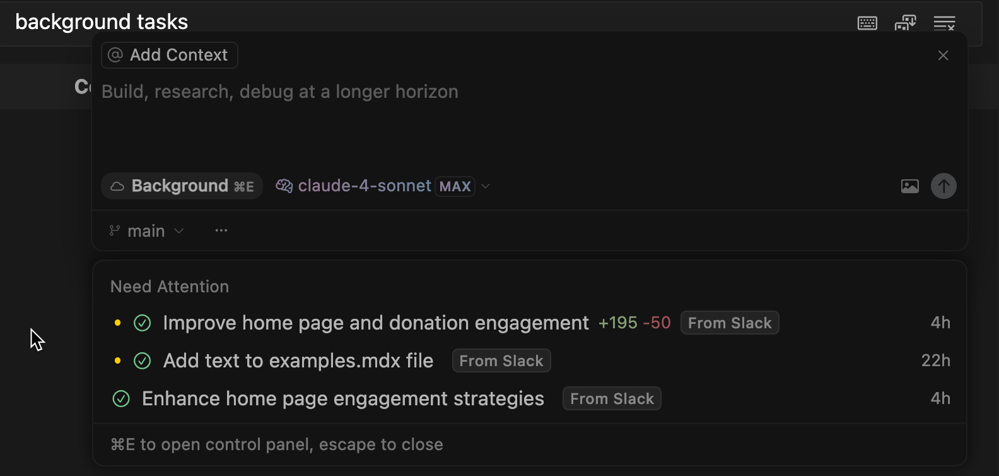 background tasks
@ Add Context
Build, research, debug at a longer horizon
Background ⌘E claude-4-sonnet MAX
main ...
Need Attention
Improve home page and donation engagement +195 -50 From Slack 4h
Add text to examples.mdx file From Slack 22h
Enhance home page engagement strategies From Slack 4h
⌘E to open control panel, escape to close